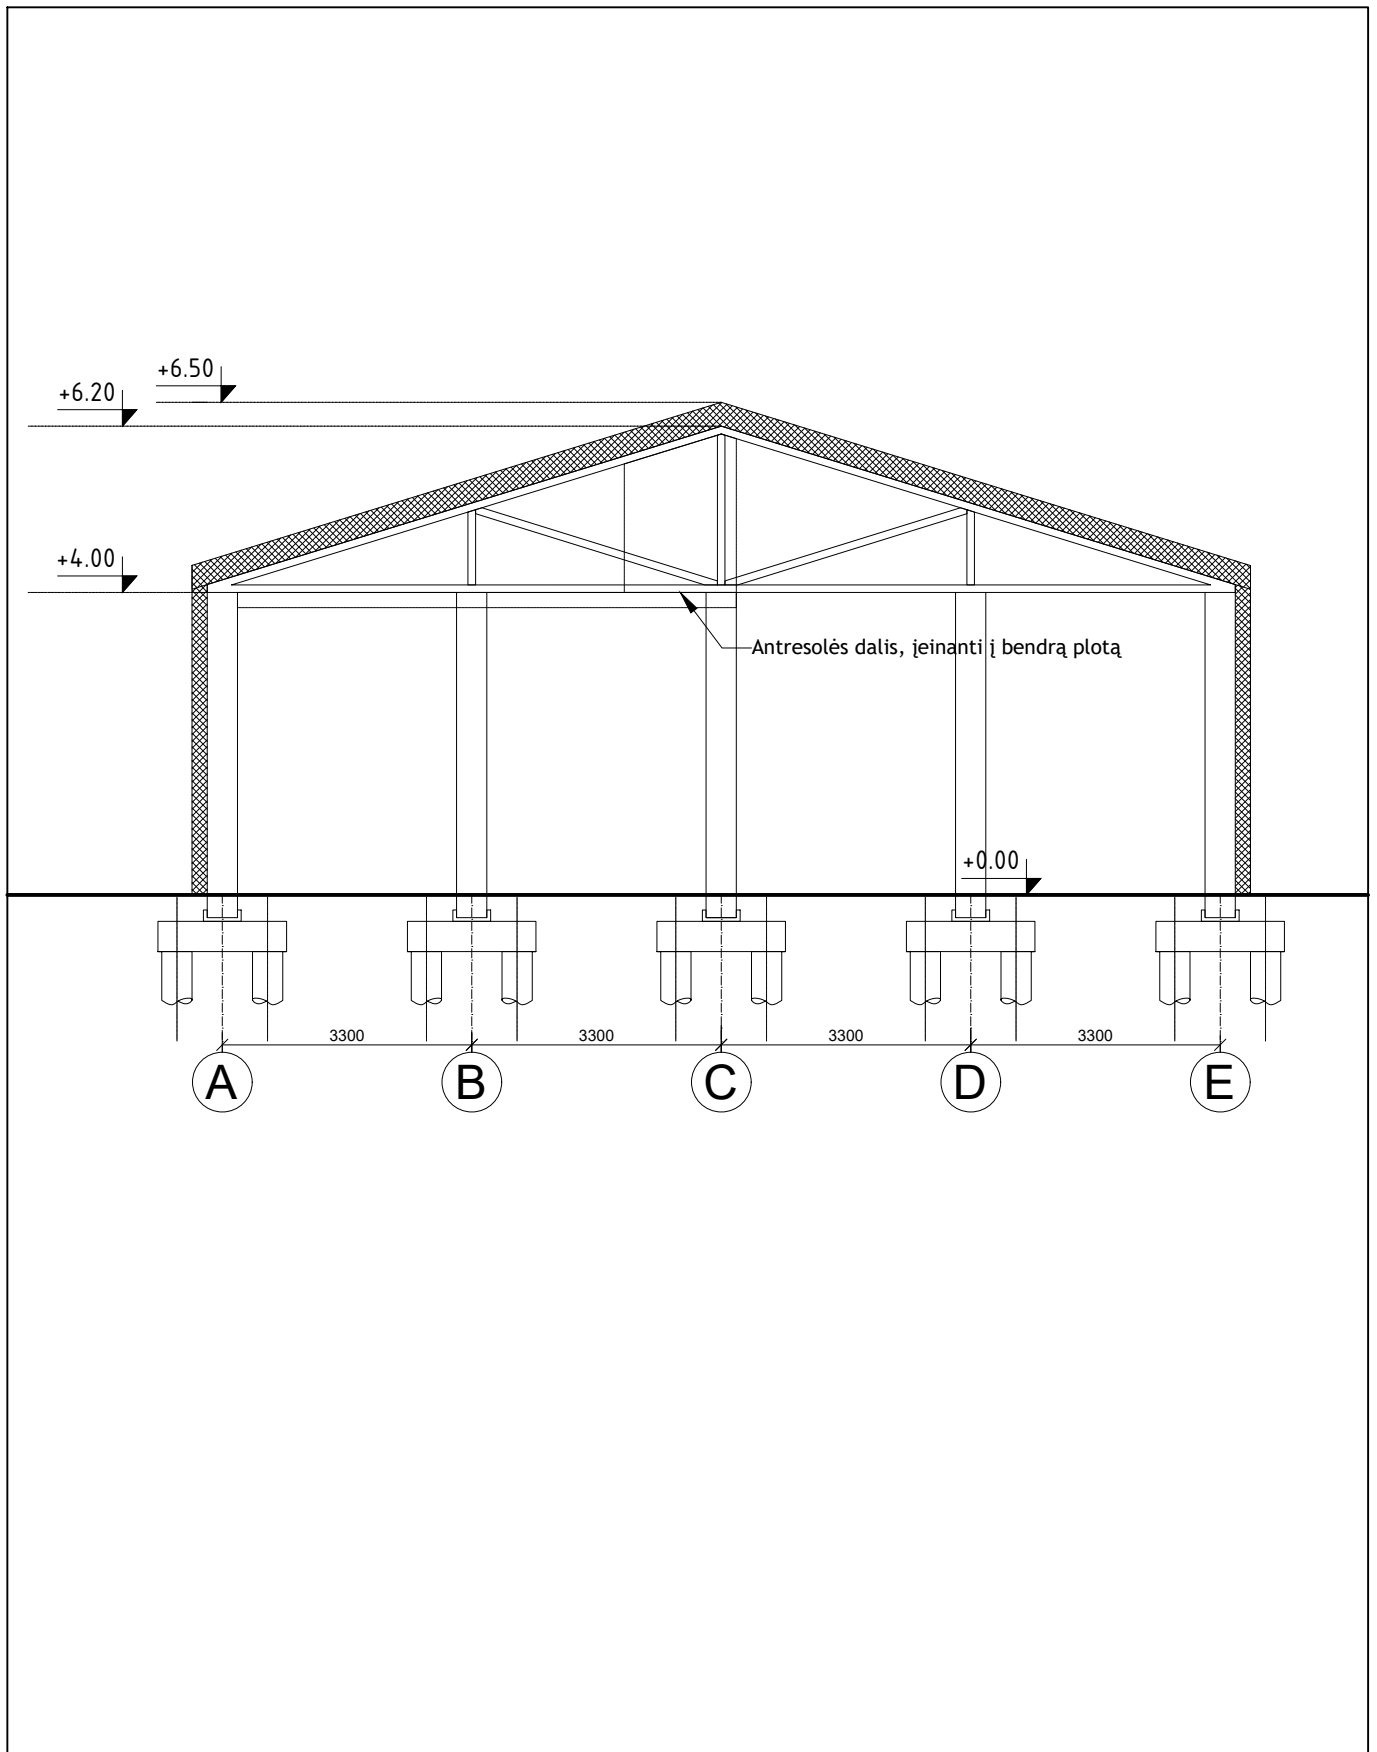 +6.50
+6.20
+4.00
Antresolės dalis, įeinanti į bendrą plotą
+0.00
3300 3300 3300 3300
A B C D E